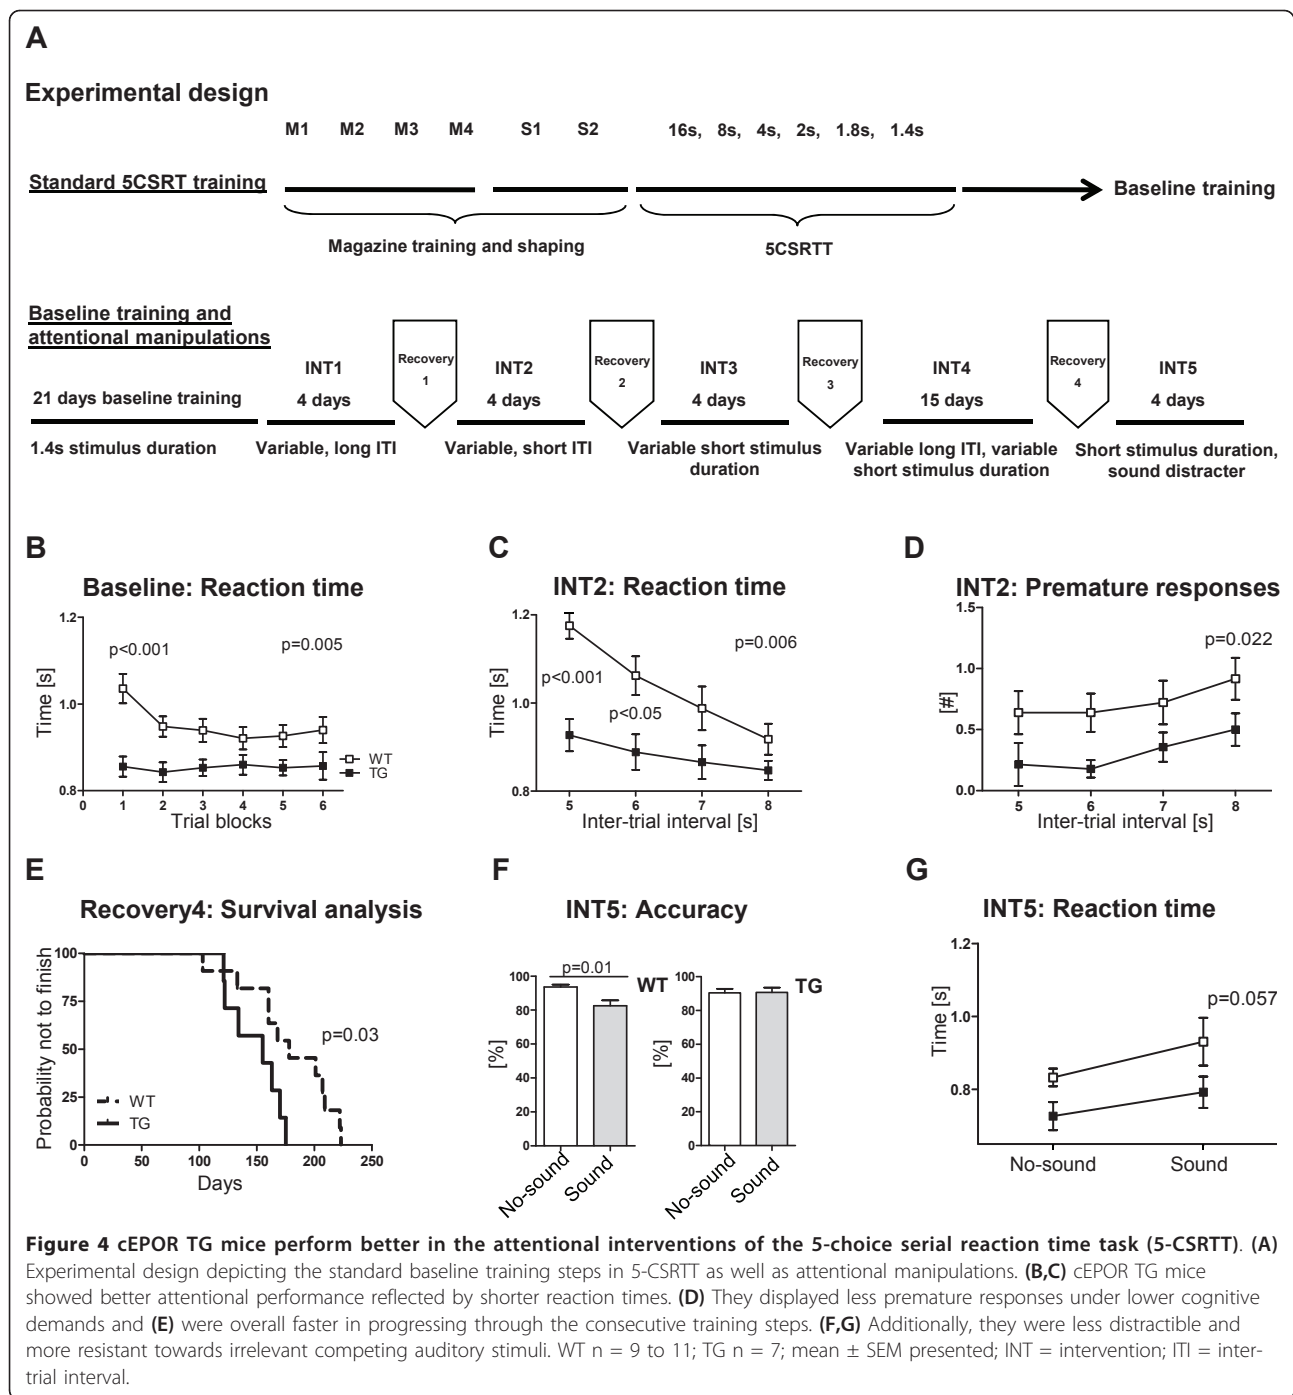 A
Experimental design
M1 M2 M3 M4 S1 S2 16s, 8s, 4s, 2s, 1.8s, 1.4s
Standard 5CSRT training
Baseline training
Magazine training and shaping
5CSRTT
Baseline training and
attentional manipulations
21 days baseline training
1.4s stimulus duration
INT1
4 days
Variable, long ITI
Recovery
1
INT2
4 days
Variable, short ITI
Recovery
2
INT3
4 days
Variable short stimulus
duration
Recovery
3
INT4
15 days
Variable long ITI, variable
short stimulus duration
Recovery
4
INT5
4 days
Short stimulus duration,
sound distracter
B
Baseline: Reaction time
1.2
1.0
0.8
Time [s]
p<0.001
p=0.005
WT
TG
0 1 2 3 4 5 6
Trial blocks
C
INT2: Reaction time
1.2
1.0
0.8
Time [s]
p<0.001
p<0.05
p=0.006
5 6 7 8
Inter-trial interval [s]
D
INT2: Premature responses
1.5
1.0
0.5
0.0
[#]
p=0.022
5 6 7 8
Inter-trial interval [s]
E
Recovery4: Survival analysis
100
75
50
25
0
Probability not to finish
p=0.03
WT
TG
0 50 100 150 200 250
Days
F
INT5: Accuracy
100
80
60
40
20
0
[%]
p=0.01
WT
No-sound
Sound
100
80
60
40
20
0
[%]
TG
No-sound
Sound
G
INT5: Reaction time
1.2
1.0
0.8
Time [s]
p=0.057
No-sound Sound
Figure 4 cEPOR TG mice perform better in the attentional interventions of the 5-choice serial reaction time task (5-CSRTT). (A)
Experimental design depicting the standard baseline training steps in 5-CSRTT as well as attentional manipulations. (B,C) cEPOR TG mice
showed better attentional performance reflected by shorter reaction times. (D) They displayed less premature responses under lower cognitive
demands and (E) were overall faster in progressing through the consecutive training steps. (F,G) Additionally, they were less distractible and
more resistant towards irrelevant competing auditory stimuli. WT n = 9 to 11; TG n = 7; mean ± SEM presented; INT = intervention; ITI = inter-
trial interval.